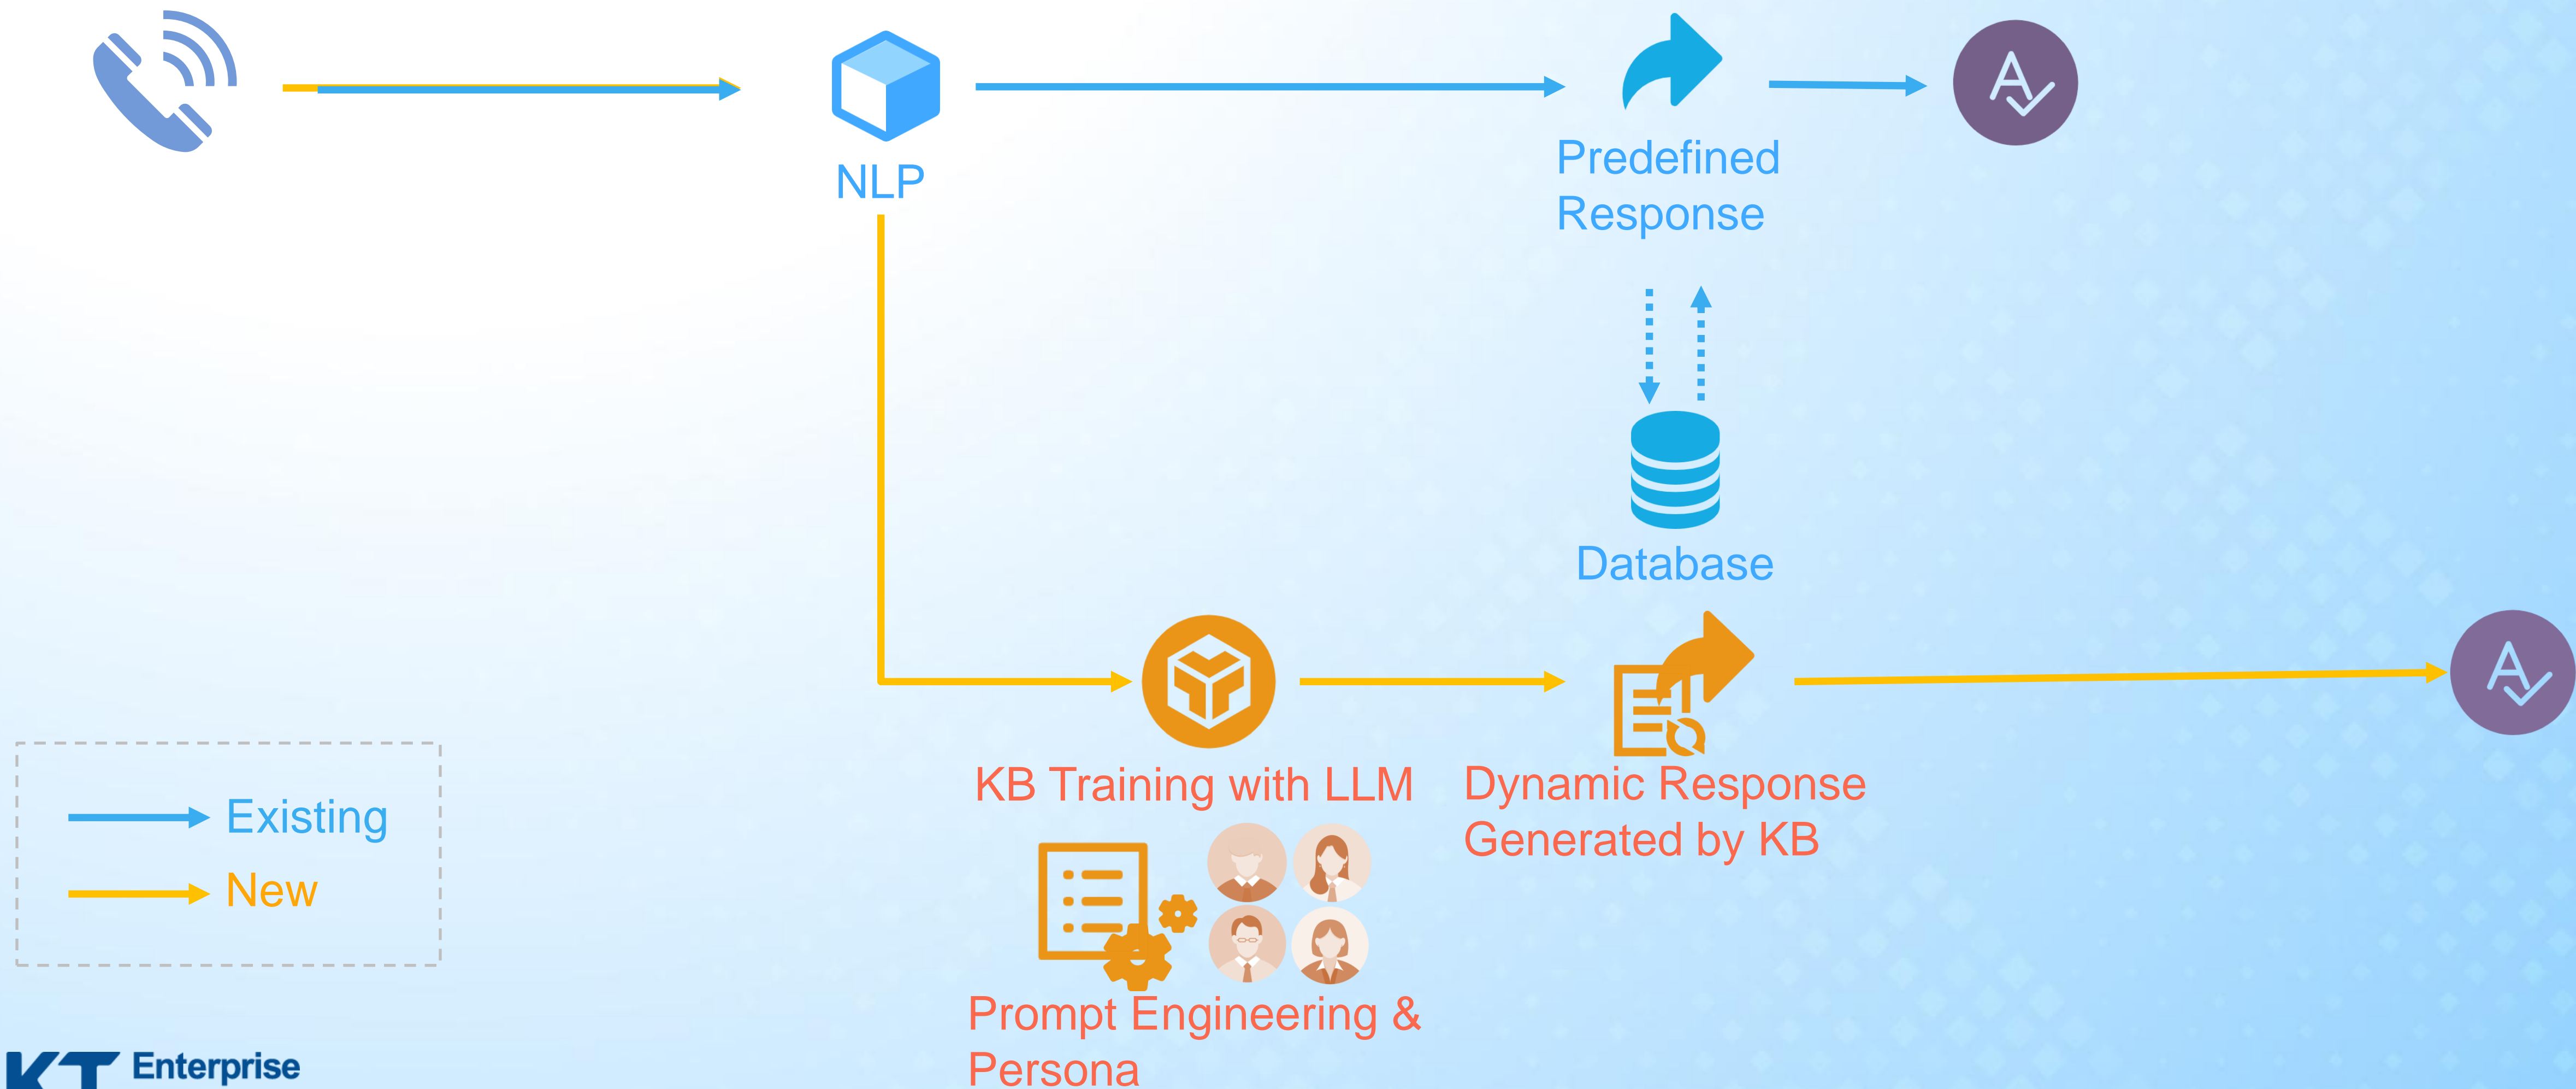 NLP
Predefined
Response
Database
KB Training with LLM
Dynamic Response
Generated by KB
Prompt Engineering &
Persona
Existing
New
KT Enterprise